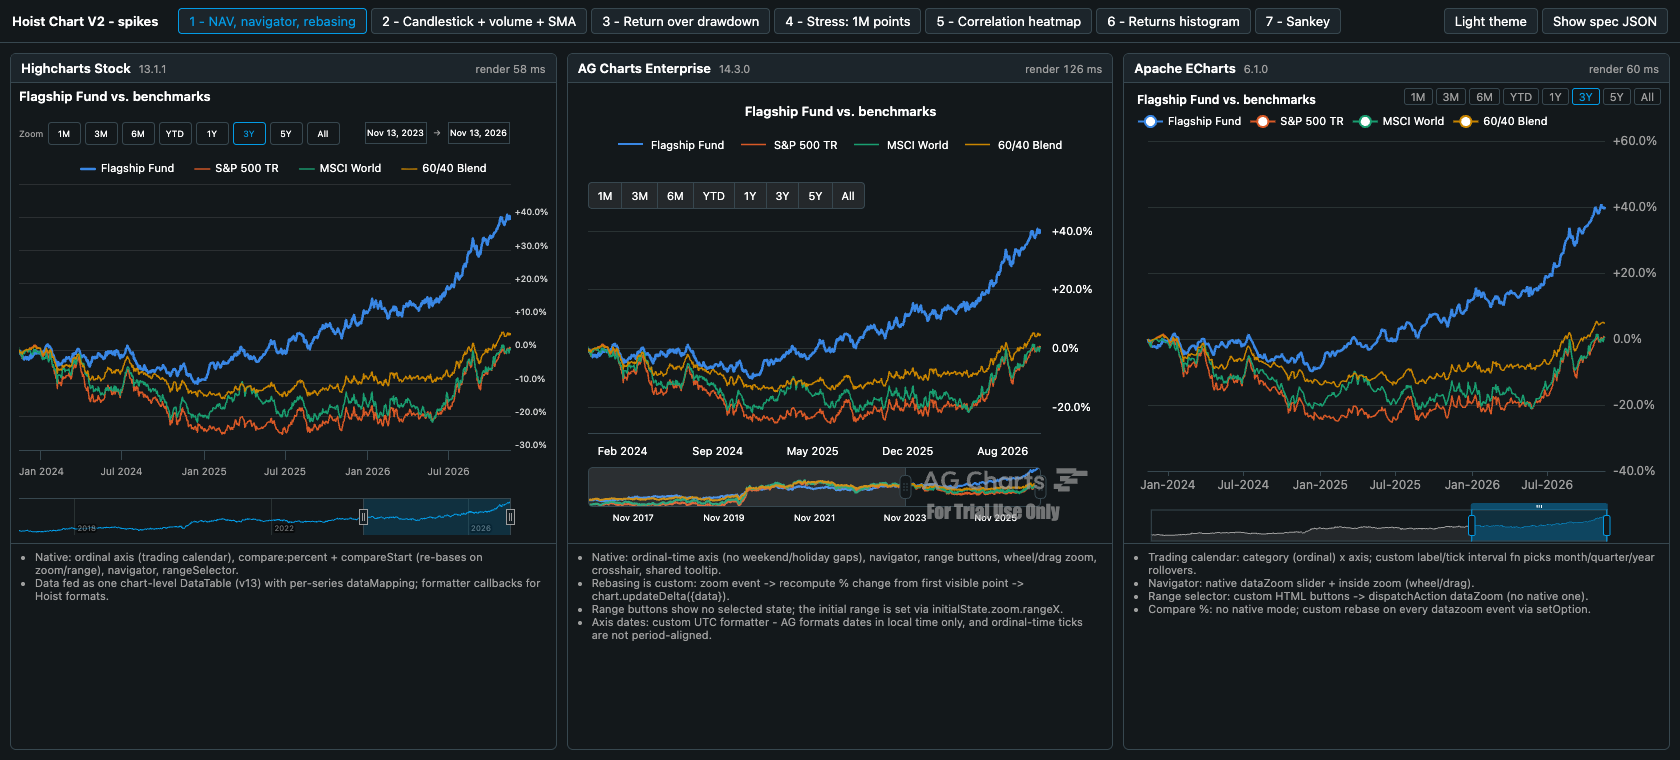 Hoist Chart V2 - spikes
1 - NAV, navigator, rebasing
2 - Candlestick + volume + SMA
3 - Return over drawdown
4 - Stress: 1M points
5 - Correlation heatmap
6 - Returns histogram
7 - Sankey
Light theme
Show spec JSON
Highcharts Stock 13.1.1
render 58 ms
Flagship Fund vs. benchmarks
Zoom 1M 3M 6M YTD 1Y 3Y 5Y All
Nov 13, 2023 → Nov 13, 2026
Flagship Fund S&P 500 TR MSCI World 60/40 Blend
+40.0%
+30.0%
+20.0%
+10.0%
0.0%
-10.0%
-20.0%
-30.0%
Jan 2024 Jul 2024 Jan 2025 Jul 2025 Jan 2026 Jul 2026
2018 2022 2026
• Native: ordinal axis (trading calendar), compare:percent + compareStart (re-bases on
zoom/range), navigator, rangeSelector.
• Data fed as one chart-level DataTable (v13) with per-series dataMapping; formatter callbacks for
Hoist formats.
AG Charts Enterprise 14.3.0
render 126 ms
Flagship Fund vs. benchmarks
Flagship Fund S&P 500 TR MSCI World 60/40 Blend
1M 3M 6M YTD 1Y 3Y 5Y All
+40.0%
+20.0%
0.0%
-20.0%
Feb 2024 Sep 2024 May 2025 Dec 2025 Aug 2026
AG Charts
for Trial Use Only
Nov 2017 Nov 2019 Nov 2021 Nov 2023 Nov 2025
• Native: ordinal-time axis (no weekend/holiday gaps), navigator, range buttons, wheel/drag zoom,
crosshair, shared tooltip.
• Rebasing is custom: zoom event -> recompute % change from first visible point ->
chart.updateDelta({data}).
• Range buttons show no selected state; the initial range is set via initialState.zoom.rangeX.
• Axis dates: custom UTC formatter - AG formats dates in local time only, and ordinal-time ticks
are not period-aligned.
Apache ECharts 6.1.0
render 60 ms
Flagship Fund vs. benchmarks
1M 3M 6M YTD 1Y 3Y 5Y All
Flagship Fund S&P 500 TR MSCI World 60/40 Blend
+60.0%
+40.0%
+20.0%
0.0%
-20.0%
-40.0%
Jan-2024 Jul-2024 Jan-2025 Jul-2025 Jan-2026 Jul-2026
• Trading calendar: category (ordinal) x axis; custom label/tick interval fn picks month/quarter/year
rollovers.
• Navigator: native dataZoom slider + inside zoom (wheel/drag).
• Range selector: custom HTML buttons -> dispatchAction dataZoom (no native one).
• Compare %: no native mode; custom rebase on every datazoom event via setOption.